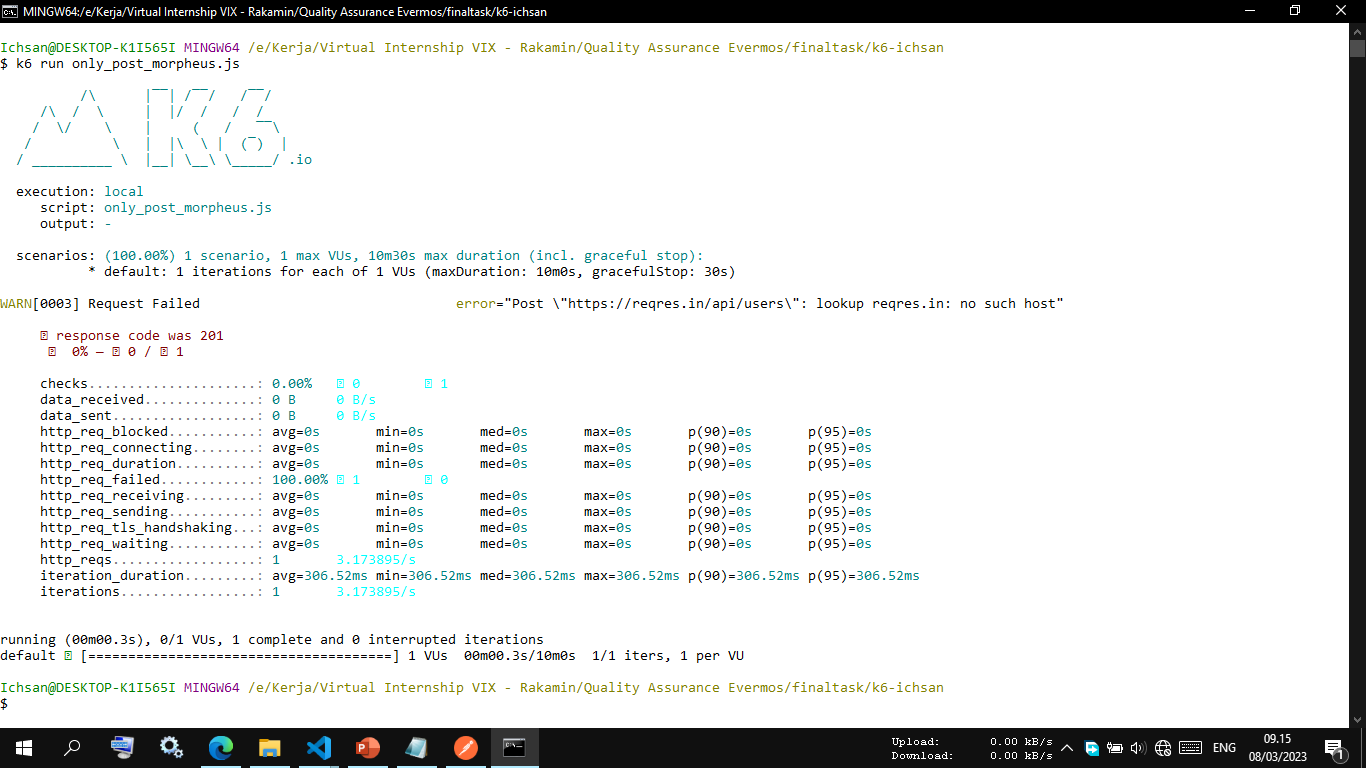 MINGW64:/e/Kerja/Virtual Internship VIX - Rakamin/Quality Assurance Evermos/finaltask/k6-ichsan
Ichsan@DESKTOP-K1I565I MINGW64 /e/Kerja/Virtual Internship VIX - Rakamin/Quality Assurance Evermos/finaltask/k6-ichsan
$ k6 run only_post_morpheus.js
K6
.io
execution: local
script: only_post_morpheus.js
output: -
scenarios: (100.00%) 1 scenario, 1 max VUs, 10m30s max duration (incl. graceful stop):
* default: 1 iterations for each of 1 VUs (maxDuration: 10m0s, gracefulStop: 30s)
WARN[0003] Request Failed error="Post \"https://reqres.in/api/users\": lookup reqres.in: no such host"
response code was 201
0% — 0 / 1
checks.....................: 0.00% 0 1
data_received..............: 0 B 0 B/s
data_sent..................: 0 B 0 B/s
http_req_blocked...........: avg=0s min=0s med=0s max=0s p(90)=0s p(95)=0s
http_req_connecting........: avg=0s min=0s med=0s max=0s p(90)=0s p(95)=0s
http_req_duration..........: avg=0s min=0s med=0s max=0s p(90)=0s p(95)=0s
http_req_failed............: 100.00% 1 0
http_req_receiving.........: avg=0s min=0s med=0s max=0s p(90)=0s p(95)=0s
http_req_sending...........: avg=0s min=0s med=0s max=0s p(90)=0s p(95)=0s
http_req_tls_handshaking...: avg=0s min=0s med=0s max=0s p(90)=0s p(95)=0s
http_req_waiting...........: avg=0s min=0s med=0s max=0s p(90)=0s p(95)=0s
http_reqs..................: 1 3.173895/s
iteration_duration.........: avg=306.52ms min=306.52ms med=306.52ms max=306.52ms p(90)=306.52ms p(95)=306.52ms
iterations.................: 1 3.173895/s
running (00m00.3s), 0/1 VUs, 1 complete and 0 interrupted iterations
default [======================================] 1 VUs 00m00.3s/10m0s 1/1 iters, 1 per VU
Ichsan@DESKTOP-K1I565I MINGW64 /e/Kerja/Virtual Internship VIX - Rakamin/Quality Assurance Evermos/finaltask/k6-ichsan
$
Upload: 0.00 kB/s
Download: 0.00 kB/s
ENG
09.15
08/03/2023
1